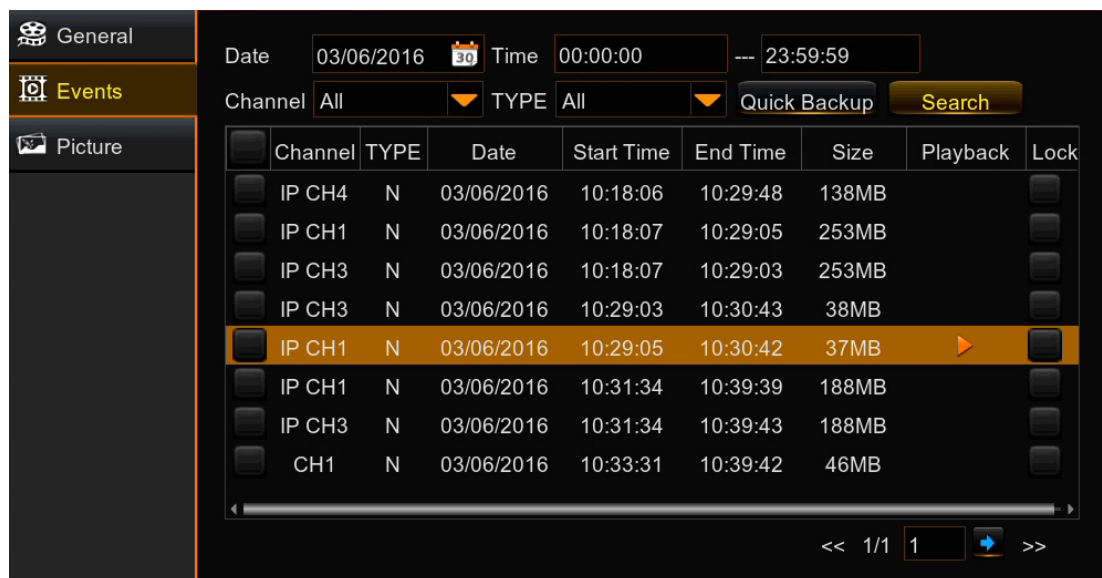 General
Events
Picture
Date 03/06/2016 30 Time 00:00:00 --- 23:59:59
Channel All TYPE All Quick Backup Search
Channel TYPE Date Start Time End Time Size Playback Lock
IP CH4 N 03/06/2016 10:18:06 10:29:48 138MB
IP CH1 N 03/06/2016 10:18:07 10:29:05 253MB
IP CH3 N 03/06/2016 10:18:07 10:29:03 253MB
IP CH3 N 03/06/2016 10:29:03 10:30:43 38MB
IP CH1 N 03/06/2016 10:29:05 10:30:42 37MB
IP CH1 N 03/06/2016 10:31:34 10:39:39 188MB
IP CH3 N 03/06/2016 10:31:34 10:39:43 188MB
CH1 N 03/06/2016 10:33:31 10:39:42 46MB
<< 1/1 1 >>